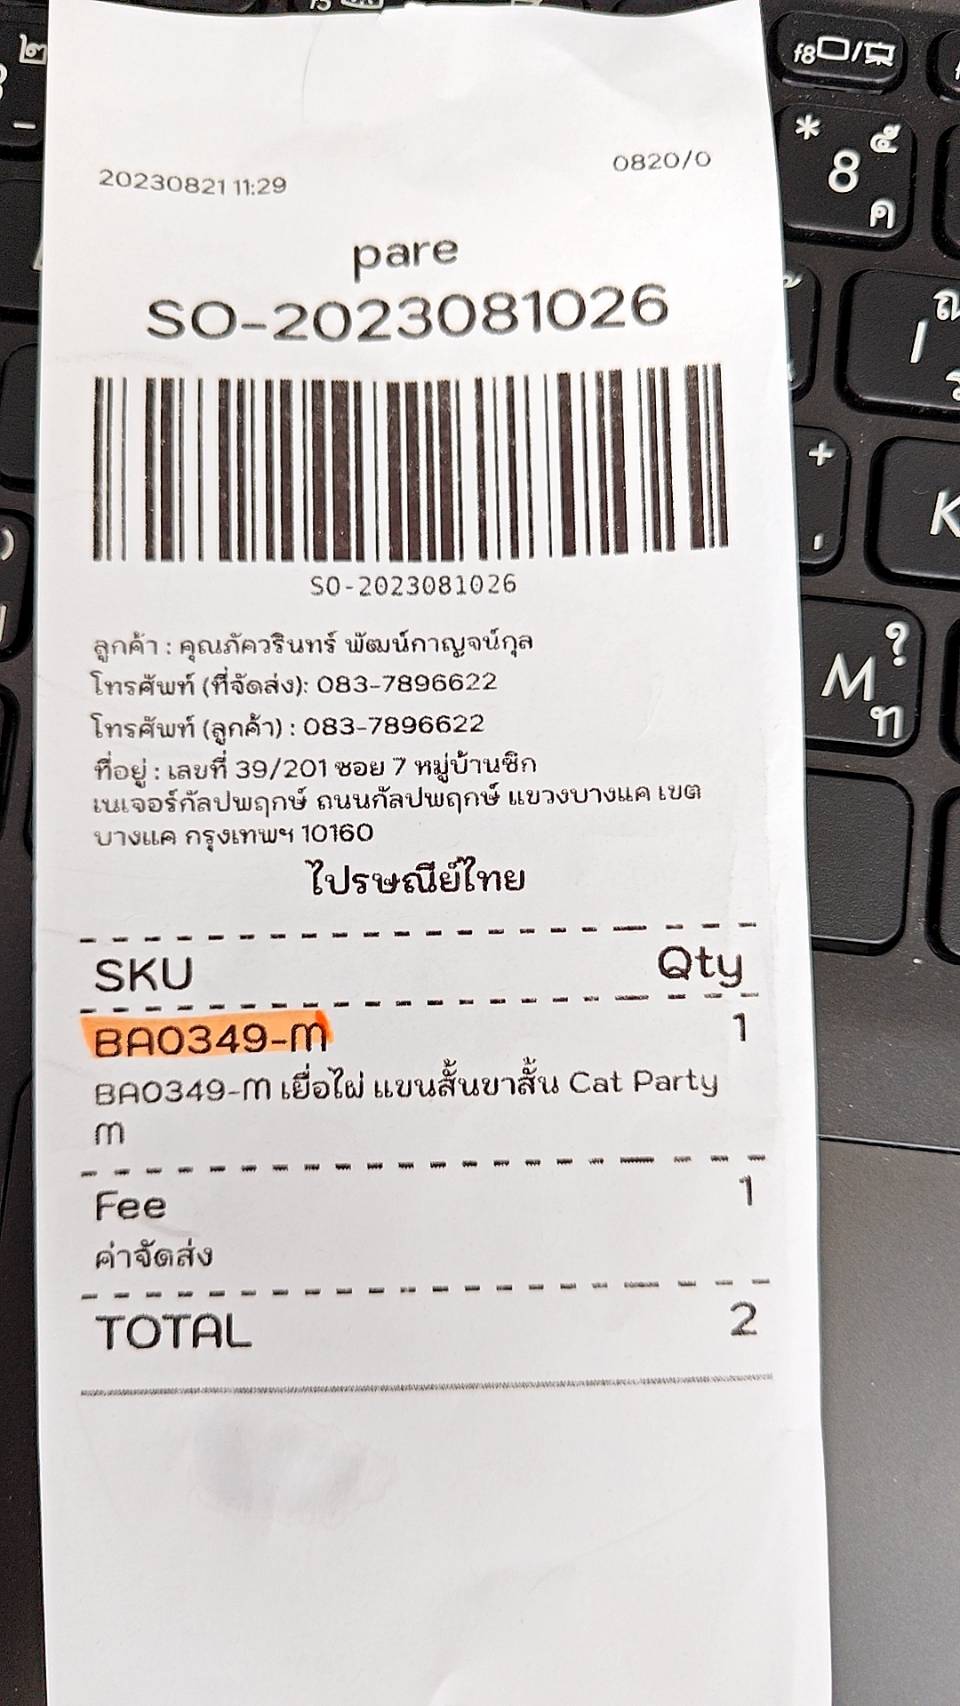 20230821 11:29
0820/0
pare
SO-2023081026
SO-2023081026
ลูกค้า : คุณภัควรินทร์ พัฒน์กาญจน์กุล
โทรศัพท์ (ที่จัดส่ง): 083-7896622
โทรศัพท์ (ลูกค้า) : 083-7896622
ที่อยู่ : เลขที่ 39/201 ซอย 7 หมู่บ้านซิก
เนเจอร์กัลปพฤกษ์ ถนนกัลปพฤกษ์ แขวงบางแค เขต
บางแค กรุงเทพฯ 10160
ไปรษณีย์ไทย
SKU Qty
BA0349-M 1
BA0349-M เยื่อไผ่ แขนสั้นขาสั้น Cat Party
M
Fee 1
ค่าจัดส่ง
TOTAL 2
f8
* 8 ๕ ค
+
K
M ? ท